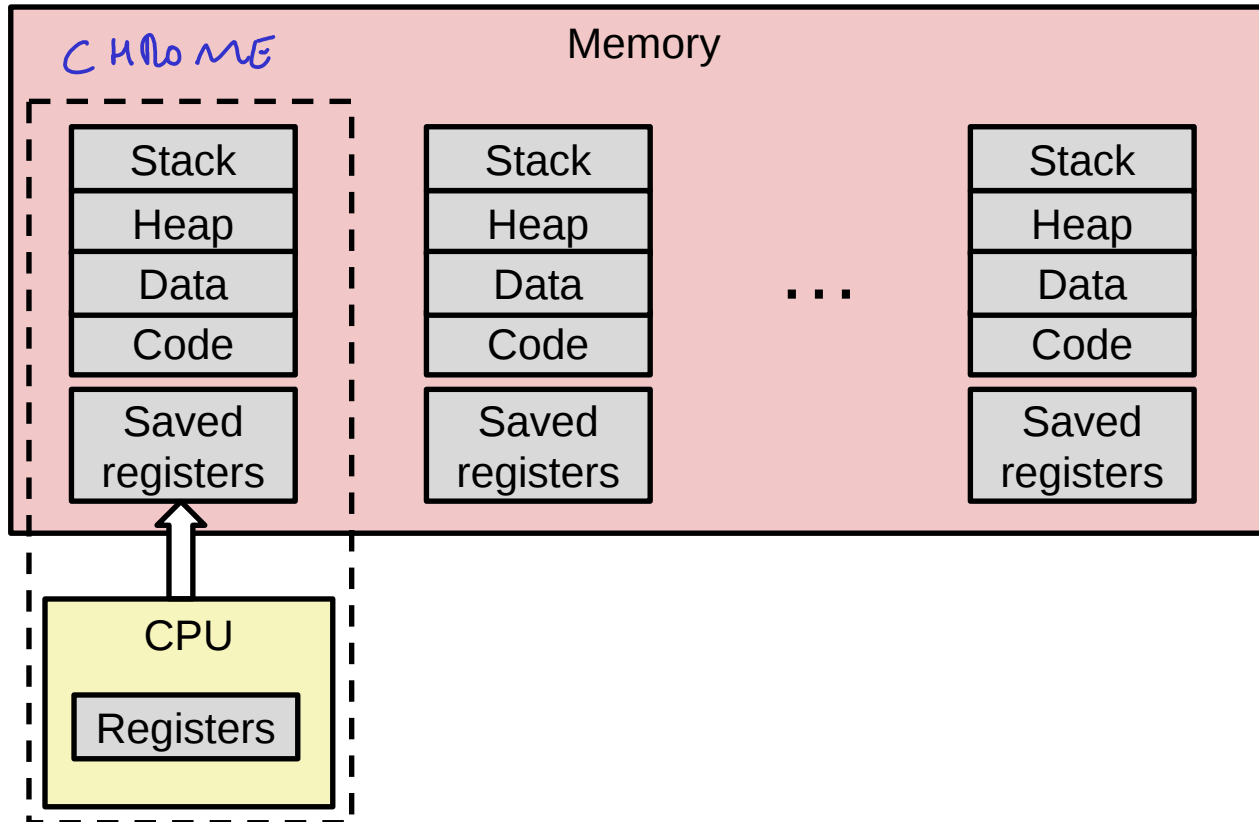 CHROME
Memory
Stack
Heap
Data
Code
Saved
registers
Stack
Heap
Data
Code
Saved
registers
...
Stack
Heap
Data
Code
Saved
registers
CPU
Registers